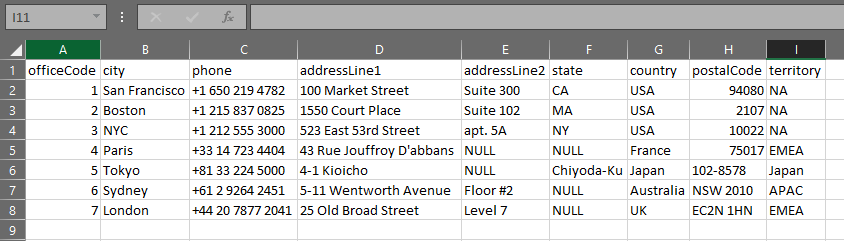 I11
A B C D E F G H I
1 officeCode city phone addressLine1 addressLine2 state country postalCode territory
2 1 San Francisco +1 650 219 4782 100 Market Street Suite 300 CA USA 94080 NA
3 2 Boston +1 215 837 0825 1550 Court Place Suite 102 MA USA 2107 NA
4 3 NYC +1 212 555 3000 523 East 53rd Street apt. 5A NY USA 10022 NA
5 4 Paris +33 14 723 4404 43 Rue Jouffroy D'abbans NULL NULL France 75017 EMEA
6 5 Tokyo +81 33 224 5000 4-1 Kioicho NULL Chiyoda-Ku Japan 102-8578 Japan
7 6 Sydney +61 2 9264 2451 5-11 Wentworth Avenue Floor #2 NULL Australia NSW 2010 APAC
8 7 London +44 20 7877 2041 25 Old Broad Street Level 7 NULL UK EC2N 1HN EMEA
9